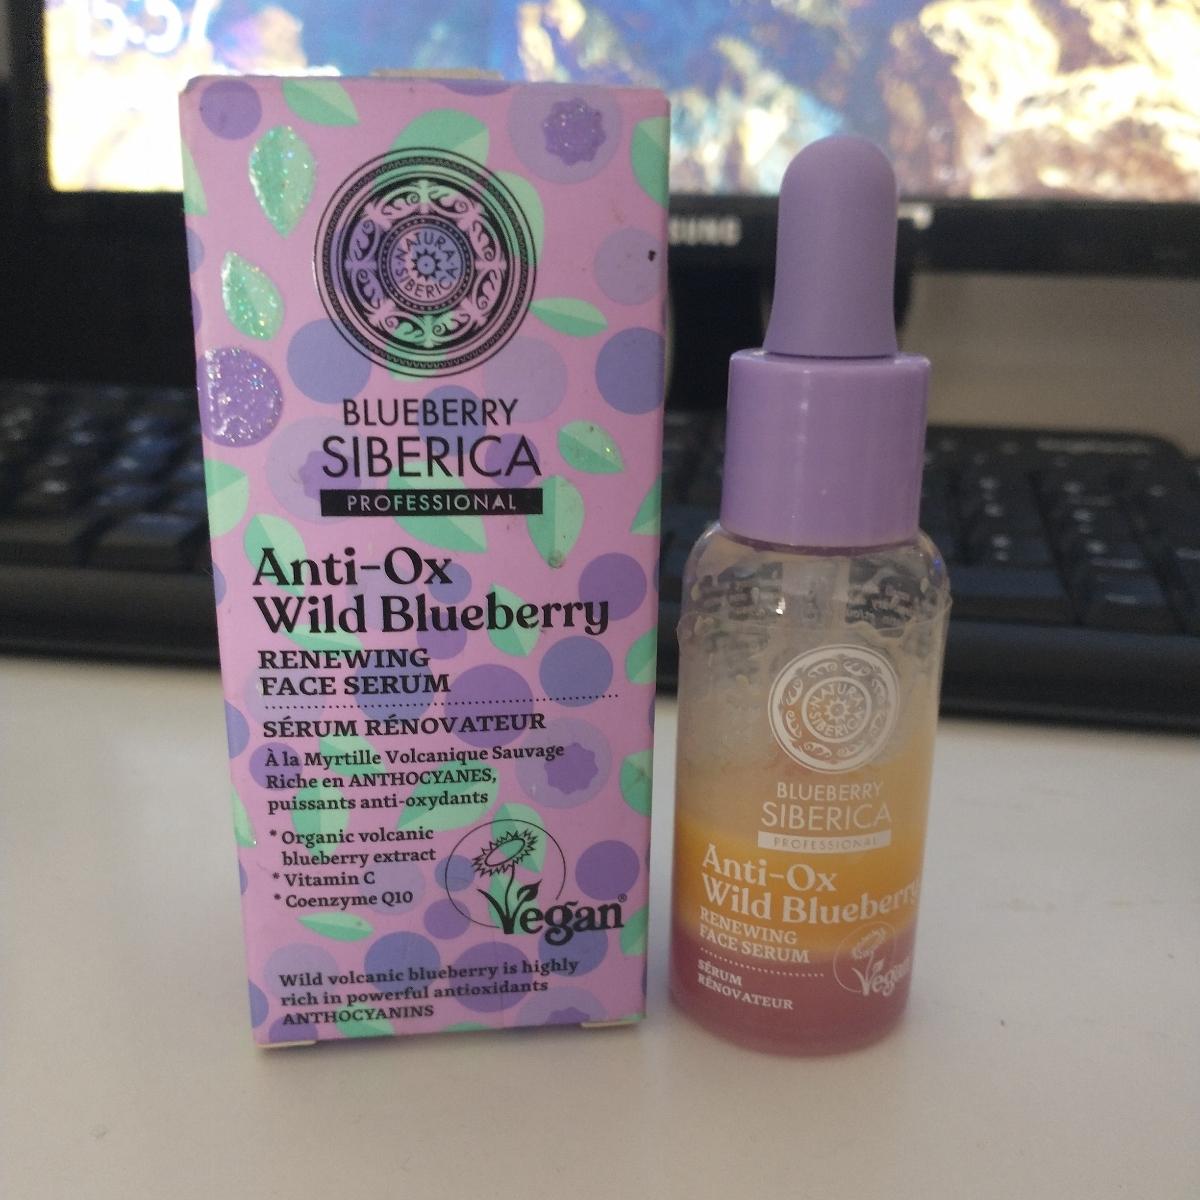 15:57
SUNG
NATURA
SIBERICA
BLUEBERRY
SIBERICA
PROFESSIONAL
Anti-Ox
Wild Blueberry
RENEWING
FACE SERUM
SÉRUM RÉNOVATEUR
À la Myrtille Volcanique Sauvage
Riche en ANTHOCYANES,
puissants anti-oxydants
* Organic volcanic
blueberry extract
* Vitamin C
* Coenzyme Q10
Vegan®
Wild volcanic blueberry is highly
rich in powerful antioxidants
ANTHOCYANINS
NATURA
SIBERICA
BLUEBERRY
SIBERICA
PROFESSIONAL
Anti-Ox
Wild Blueberry
RENEWING
FACE SERUM
SÉRUM
RÉNOVATEUR
Vegan